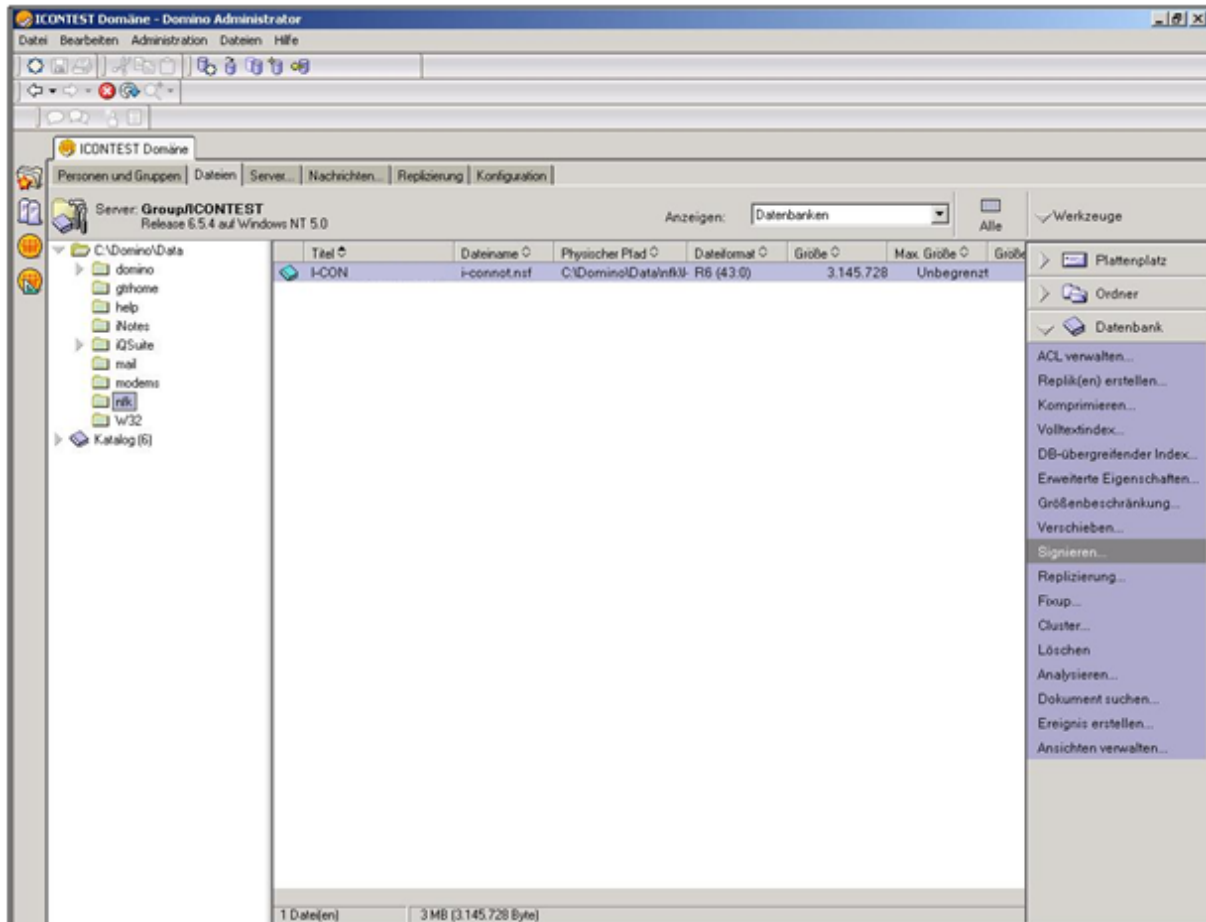 ICONTEST Domäne - Domino Administrator
Datei Bearbeiten Administration Dateien Hilfe
ICONTEST Domäne
Personen und Gruppen Dateien Server... Nachrichten... Replizierung Konfiguration
Server: Group/ICONTEST
Release 6.5.4 auf Windows NT 5.0
Anzeigen: Datenbanken
Alle
Werkzeuge
C:\Domino\Data
domino
gtrhome
help
iNotes
iQSuite
mail
modems
nfk
W32
Katalog (6)
Titel Dateiname Physischer Pfad Dateiformat Größe Max. Größe Größe
I-CON i-connot.nsf C:\Domino\Data\nfk\I- R6 (43:0) 3.145.728 Unbegrenzt
Plattenplatz
Ordner
Datenbank
ACL verwalten...
Replik(en) erstellen...
Komprimieren...
Volltextindex...
DB-übergreifender Index...
Erweiterte Eigenschaften...
Größenbeschränkung...
Verschieben...
Signieren...
Replizierung...
Fixup...
Cluster...
Löschen
Analysieren...
Dokument suchen...
Ereignis erstellen...
Ansichten verwalten...
1 Datei(en) 3 MB (3.145.728 Byte)